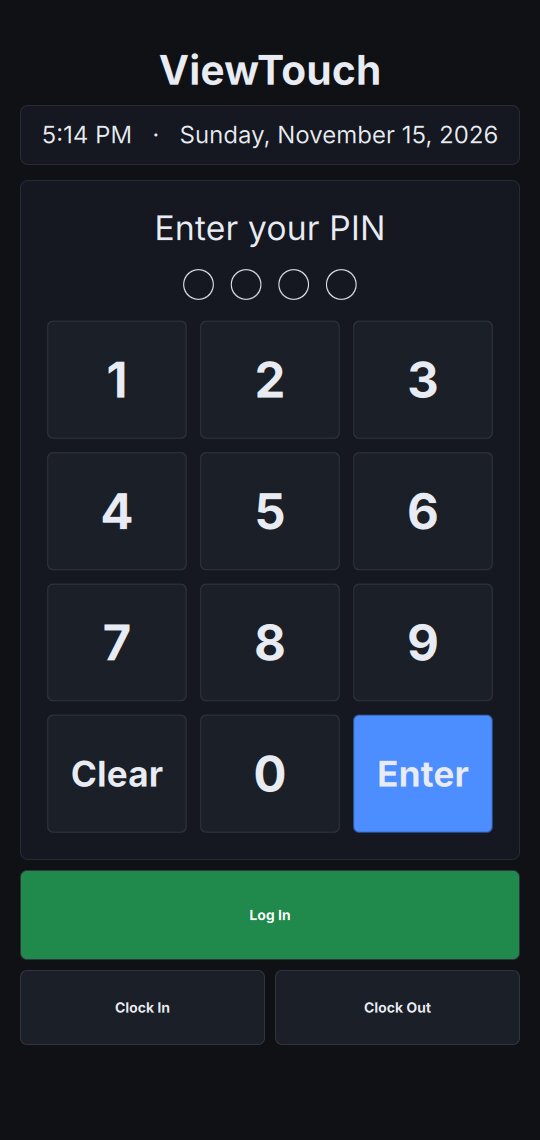 ViewTouch
5:14 PM · Sunday, November 15, 2026
Enter your PIN
1 2 3
4 5 6
7 8 9
Clear 0 Enter
Log In
Clock In Clock Out